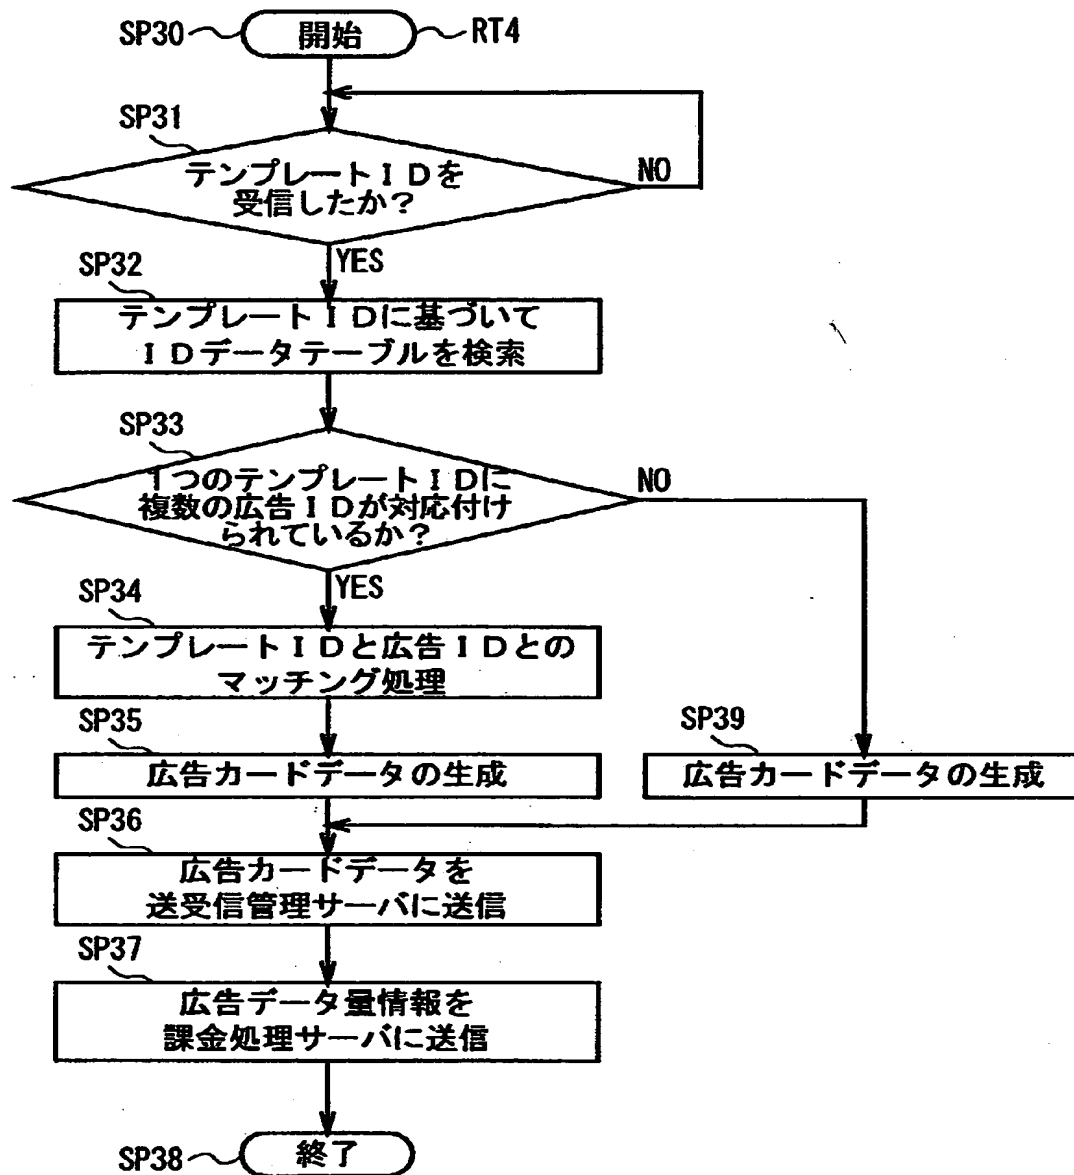 SP30
開始
RT4
SP31
テンプレートＩＤを
受信したか？
NO
YES
SP32
テンプレートＩＤに基づいて
ＩＤデータテーブルを検索
SP33
１つのテンプレートＩＤに
複数の広告ＩＤが対応付け
られているか？
NO
YES
SP34
テンプレートＩＤと広告ＩＤとの
マッチング処理
SP35
広告カードデータの生成
SP39
広告カードデータの生成
SP36
広告カードデータを
送受信管理サーバに送信
SP37
広告データ量情報を
課金処理サーバに送信
SP38
終了